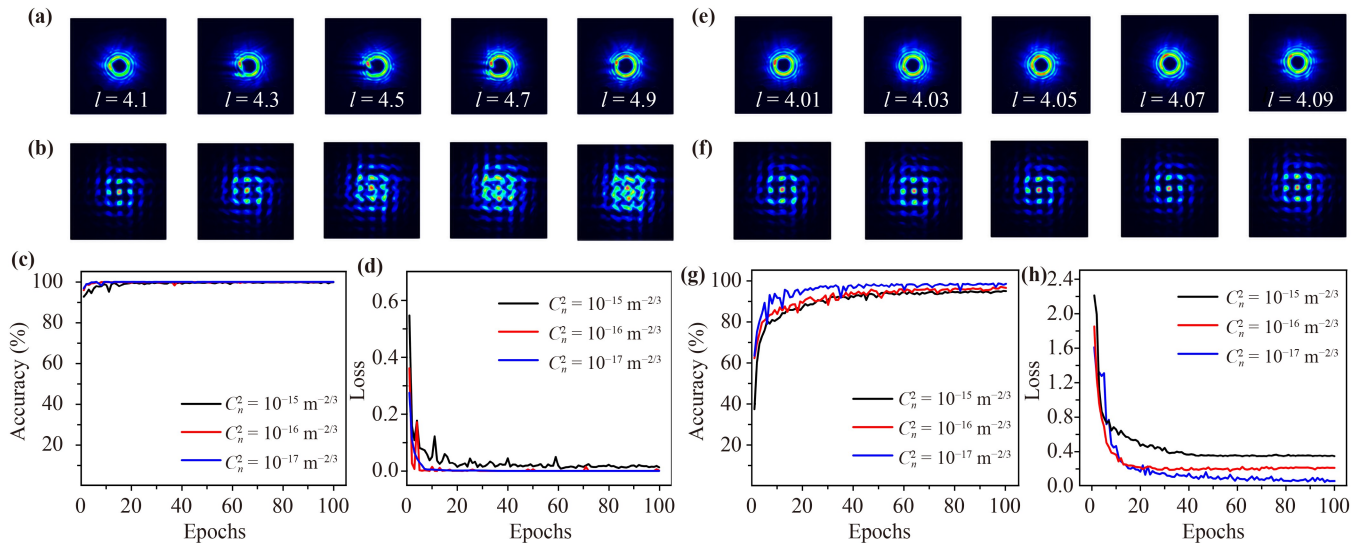 (a)
l = 4.1 l = 4.3 l = 4.5 l = 4.7 l = 4.9
(b)
(c)
Accuracy (%)
100
80
60
40
20
0 20 40 60 80 100
Epochs
C_n^2 = 10^{-15} m^{-2/3}
C_n^2 = 10^{-16} m^{-2/3}
C_n^2 = 10^{-17} m^{-2/3}
(d)
Loss
0.6
0.4
0.2
0.0
0 20 40 60 80 100
Epochs
C_n^2 = 10^{-15} m^{-2/3}
C_n^2 = 10^{-16} m^{-2/3}
C_n^2 = 10^{-17} m^{-2/3}
(e)
l = 4.01 l = 4.03 l = 4.05 l = 4.07 l = 4.09
(f)
(g)
Accuracy (%)
100
80
60
40
20
0 20 40 60 80 100
Epochs
C_n^2 = 10^{-15} m^{-2/3}
C_n^2 = 10^{-16} m^{-2/3}
C_n^2 = 10^{-17} m^{-2/3}
(h)
Loss
2.4
2.0
1.6
1.2
0.8
0.4
0.0
0 20 40 60 80 100
Epochs
C_n^2 = 10^{-15} m^{-2/3}
C_n^2 = 10^{-16} m^{-2/3}
C_n^2 = 10^{-17} m^{-2/3}